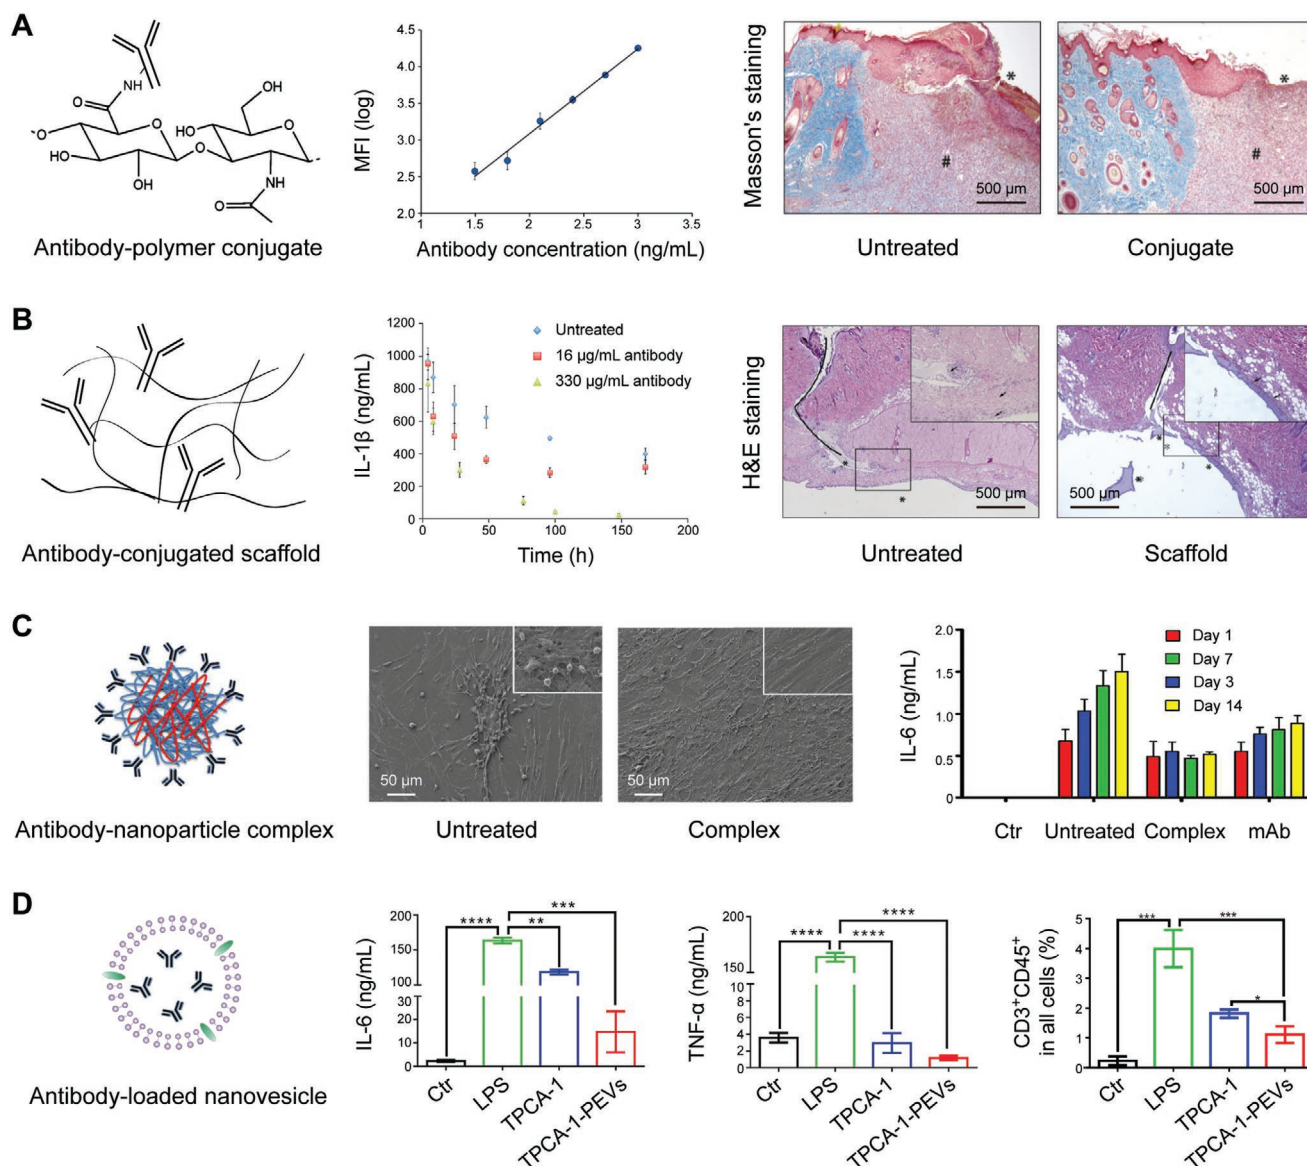 A
NH
O
OH
O
O
HO
O
O
HO
O
O
HO
OH
NH
O
Antibody-polymer conjugate
MFI (log)
4.5
4.0
3.5
3.0
2.5
2.0
1 1.5 2 2.5 3 3.5
Antibody concentration (ng/mL)
Masson's staining
*
#
500 µm
Untreated
*
#
500 µm
Conjugate
B
Antibody-conjugated scaffold
IL-1β (ng/mL)
1200
1000
800
600
400
200
0
0 50 100 150 200
Time (h)
Untreated
16 µg/mL antibody
330 µg/mL antibody
H&E staining
*
*
500 µm
Untreated
*
*
*
*
500 µm
Scaffold
C
Antibody-nanoparticle complex
50 µm
Untreated
50 µm
Complex
IL-6 (ng/mL)
2.0
1.5
1.0
0.5
0
Day 1
Day 7
Day 3
Day 14
Ctr Untreated Complex mAb
D
Antibody-loaded nanovesicle
IL-6 (ng/mL)
200
150
100
30
20
10
0
***
**** **
Ctr LPS TPCA-1 TPCA-1-PEVs
TNF-α (ng/mL)
200
150
10
8
6
4
2
0
****
**** ****
Ctr LPS TPCA-1 TPCA-1-PEVs
CD3+CD45+
in all cells (%)
5
4
3
2
1
0
*** ***
*
Ctr LPS TPCA-1 TPCA-1-PEVs